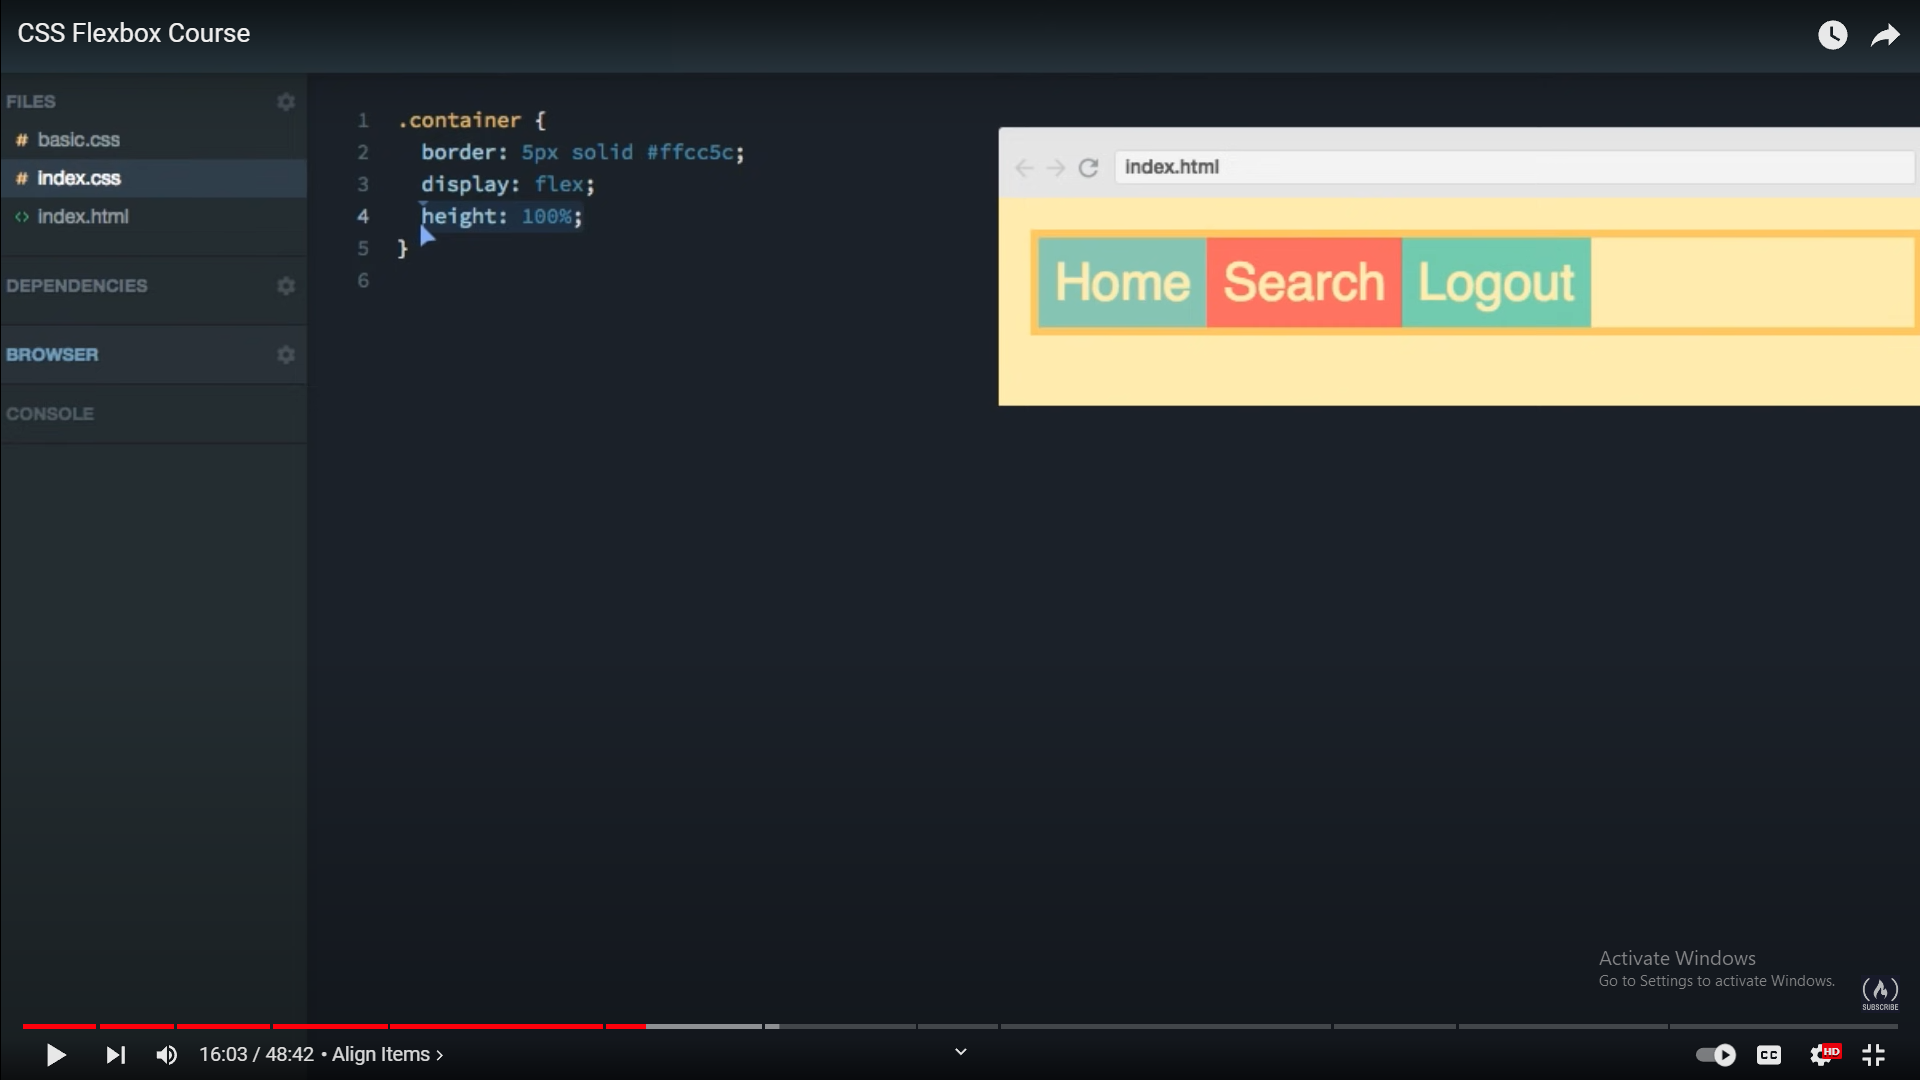 CSS Flexbox Course
FILES
# basic.css
# index.css
<> index.html
DEPENDENCIES
BROWSER
CONSOLE
1 .container {
2 border: 5px solid #ffcc5c;
3 display: flex;
4 height: 100%;
5 }
6
index.html
Home Search Logout
Activate Windows
Go to Settings to activate Windows.
SUBSCRIBE
16:03 / 48:42 • Align Items >
CC
HD